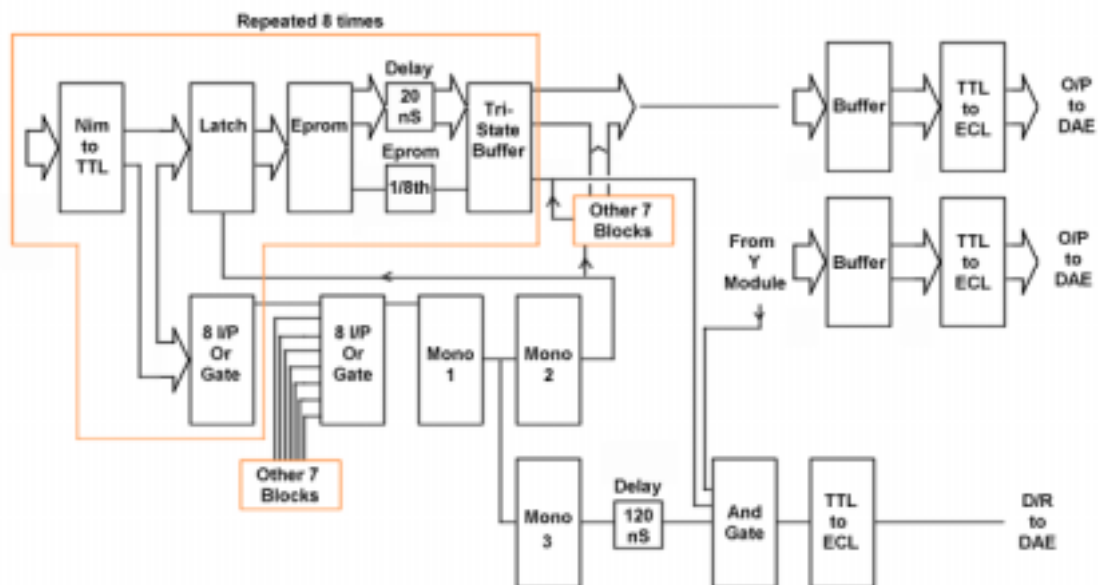 Repeated 8 times
Nim
to
TTL
Latch
Eprom
Delay
20
nS
Eprom
1/8th
Tri-
State
Buffer
Other 7
Blocks
Buffer
TTL
to
ECL
O/P
to
DAE
From
Y
Module
Buffer
TTL
to
ECL
O/P
to
DAE
8 I/P
Or
Gate
8 I/P
Or
Gate
Mono
1
Mono
2
Other 7
Blocks
Mono
3
Delay
120
nS
And
Gate
TTL
to
ECL
D/R
to
DAE